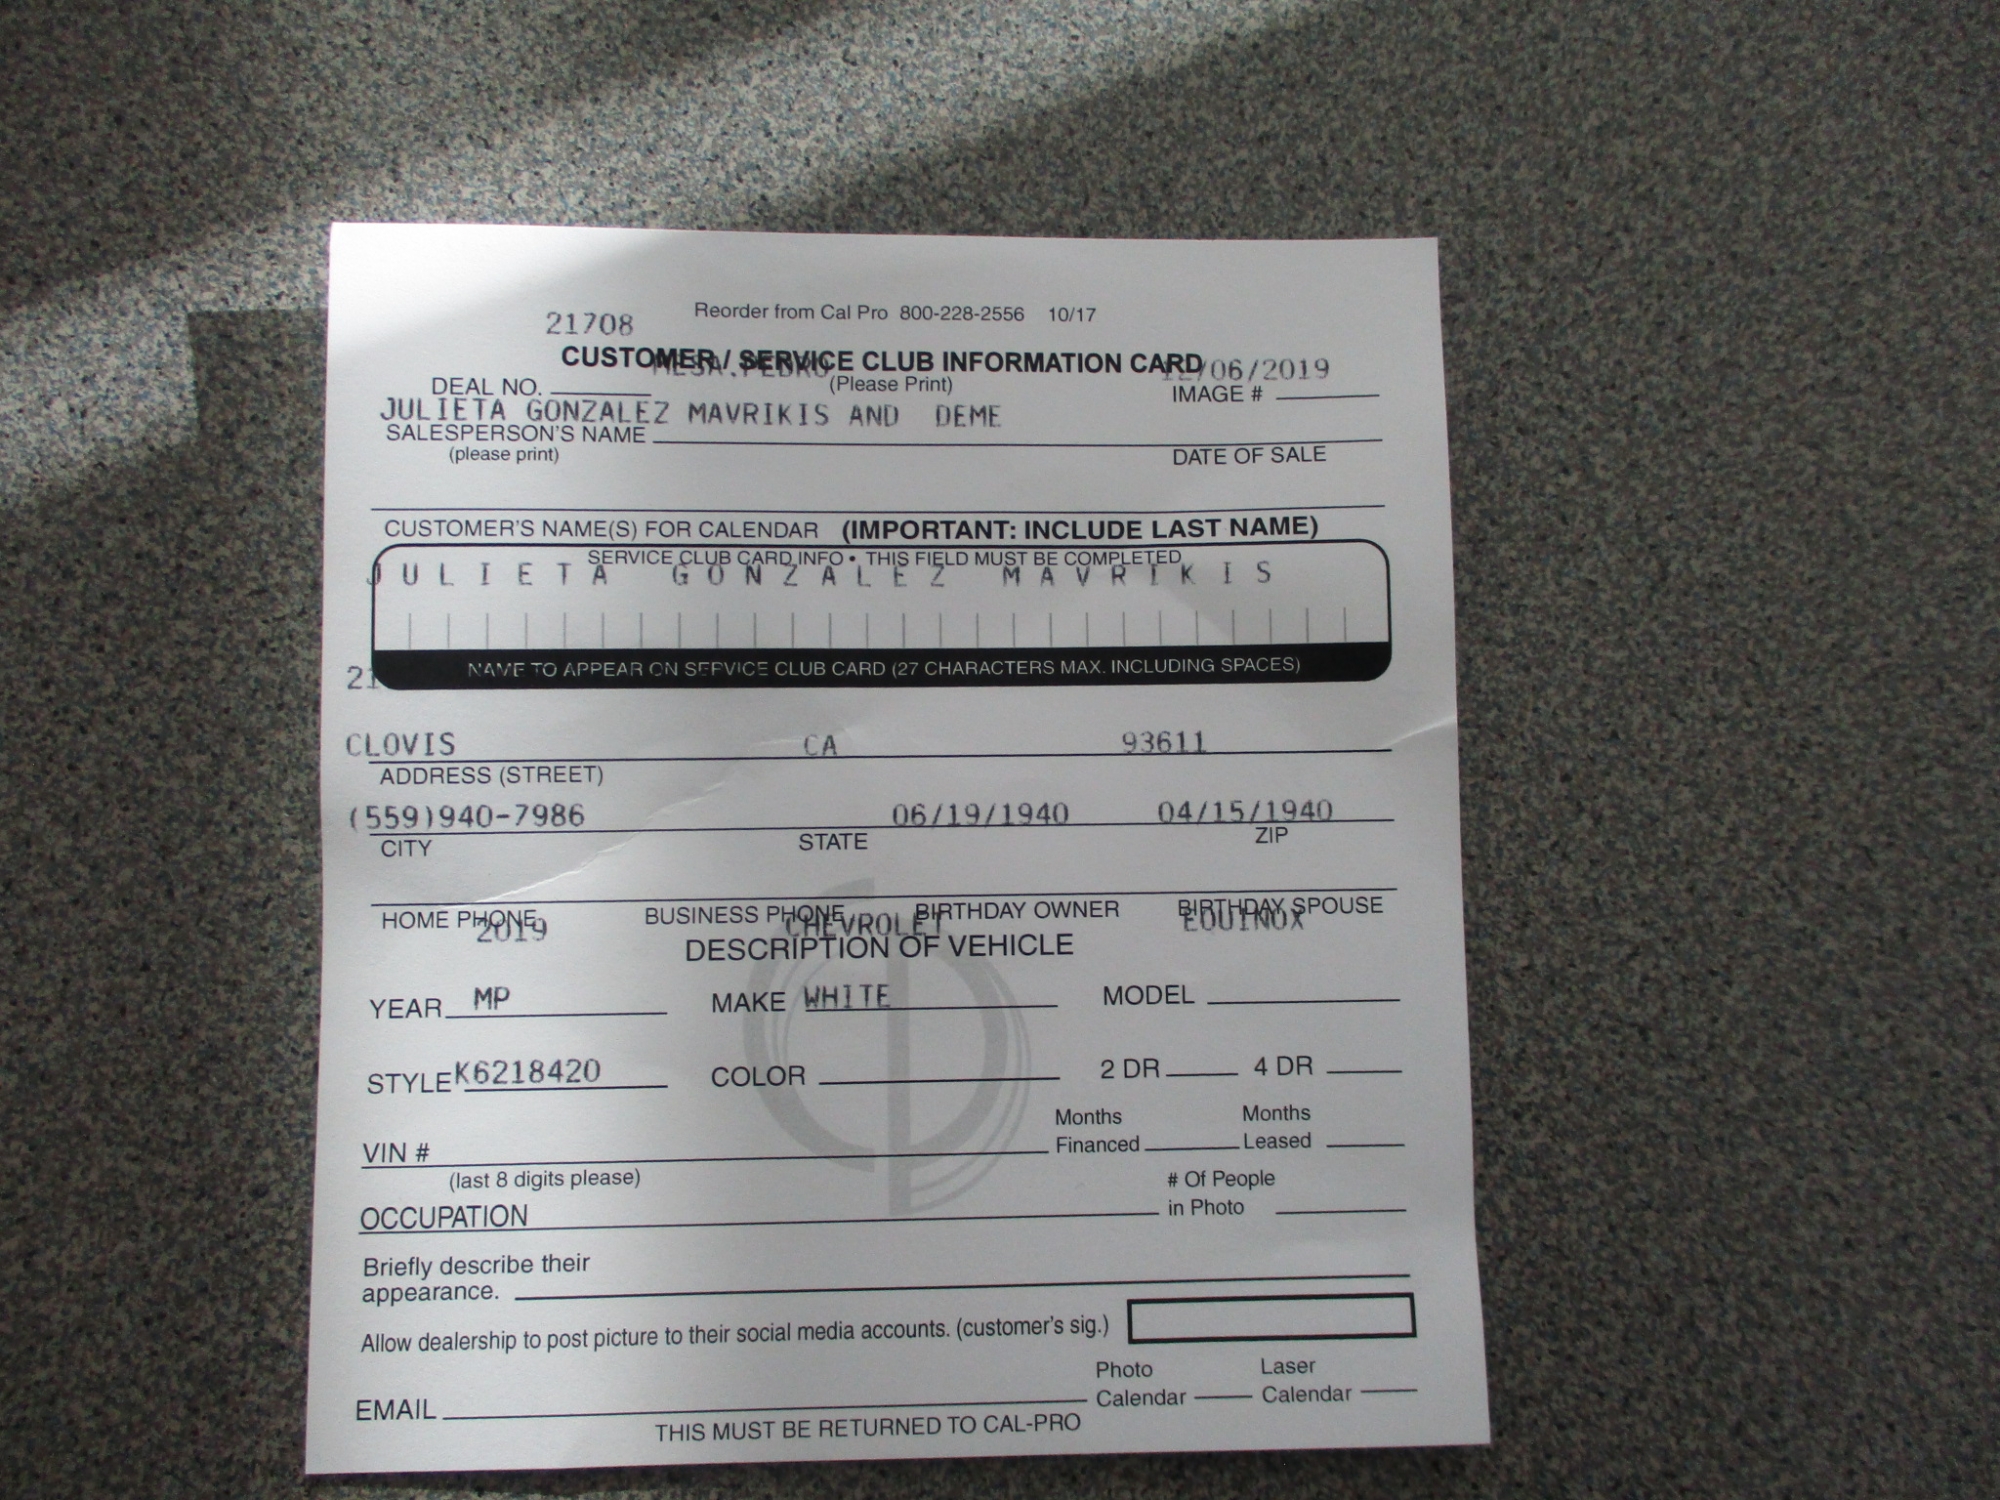 Reorder from Cal Pro 800-228-2556 10/17
21708
CUSTOMER / SERVICE CLUB INFORMATION CARD
MESA.PEDRO /06/2019
(Please Print)
DEAL NO. IMAGE #
JULIETA GONZALEZ MAVRIKIS AND DEME
SALESPERSON'S NAME
(please print) DATE OF SALE
CUSTOMER'S NAME(S) FOR CALENDAR (IMPORTANT: INCLUDE LAST NAME)
SERVICE CLUB CARD INFO • THIS FIELD MUST BE COMPLETED
JULIETA GONZALEZ MAVRIKIS
21 NAME TO APPEAR ON SERVICE CLUB CARD (27 CHARACTERS MAX. INCLUDING SPACES)
CLOVIS CA 93611
ADDRESS (STREET)
(559)940-7986 06/19/1940 04/15/1940
CITY STATE ZIP
HOME PHONE BUSINESS PHONE BIRTHDAY OWNER BIRTHDAY SPOUSE
2019 CHEVROLET EQUINOX
DESCRIPTION OF VEHICLE
YEAR MP MAKE WHITE MODEL
STYLE K6218420 COLOR 2 DR 4 DR
Months Months
VIN # Financed Leased
(last 8 digits please) # Of People
OCCUPATION in Photo
Briefly describe their
appearance.
Allow dealership to post picture to their social media accounts. (customer's sig.)
Photo Laser
EMAIL Calendar Calendar
THIS MUST BE RETURNED TO CAL-PRO